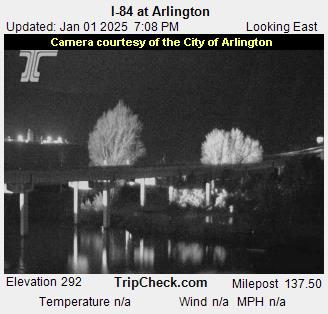 I-84 at Arlington
Updated: Jan 01 2025 7:08 PM Looking East
Camera courtesy of the City of Arlington
Elevation 292 TripCheck.com Milepost 137.50
Temperature n/a Wind n/a MPH n/a